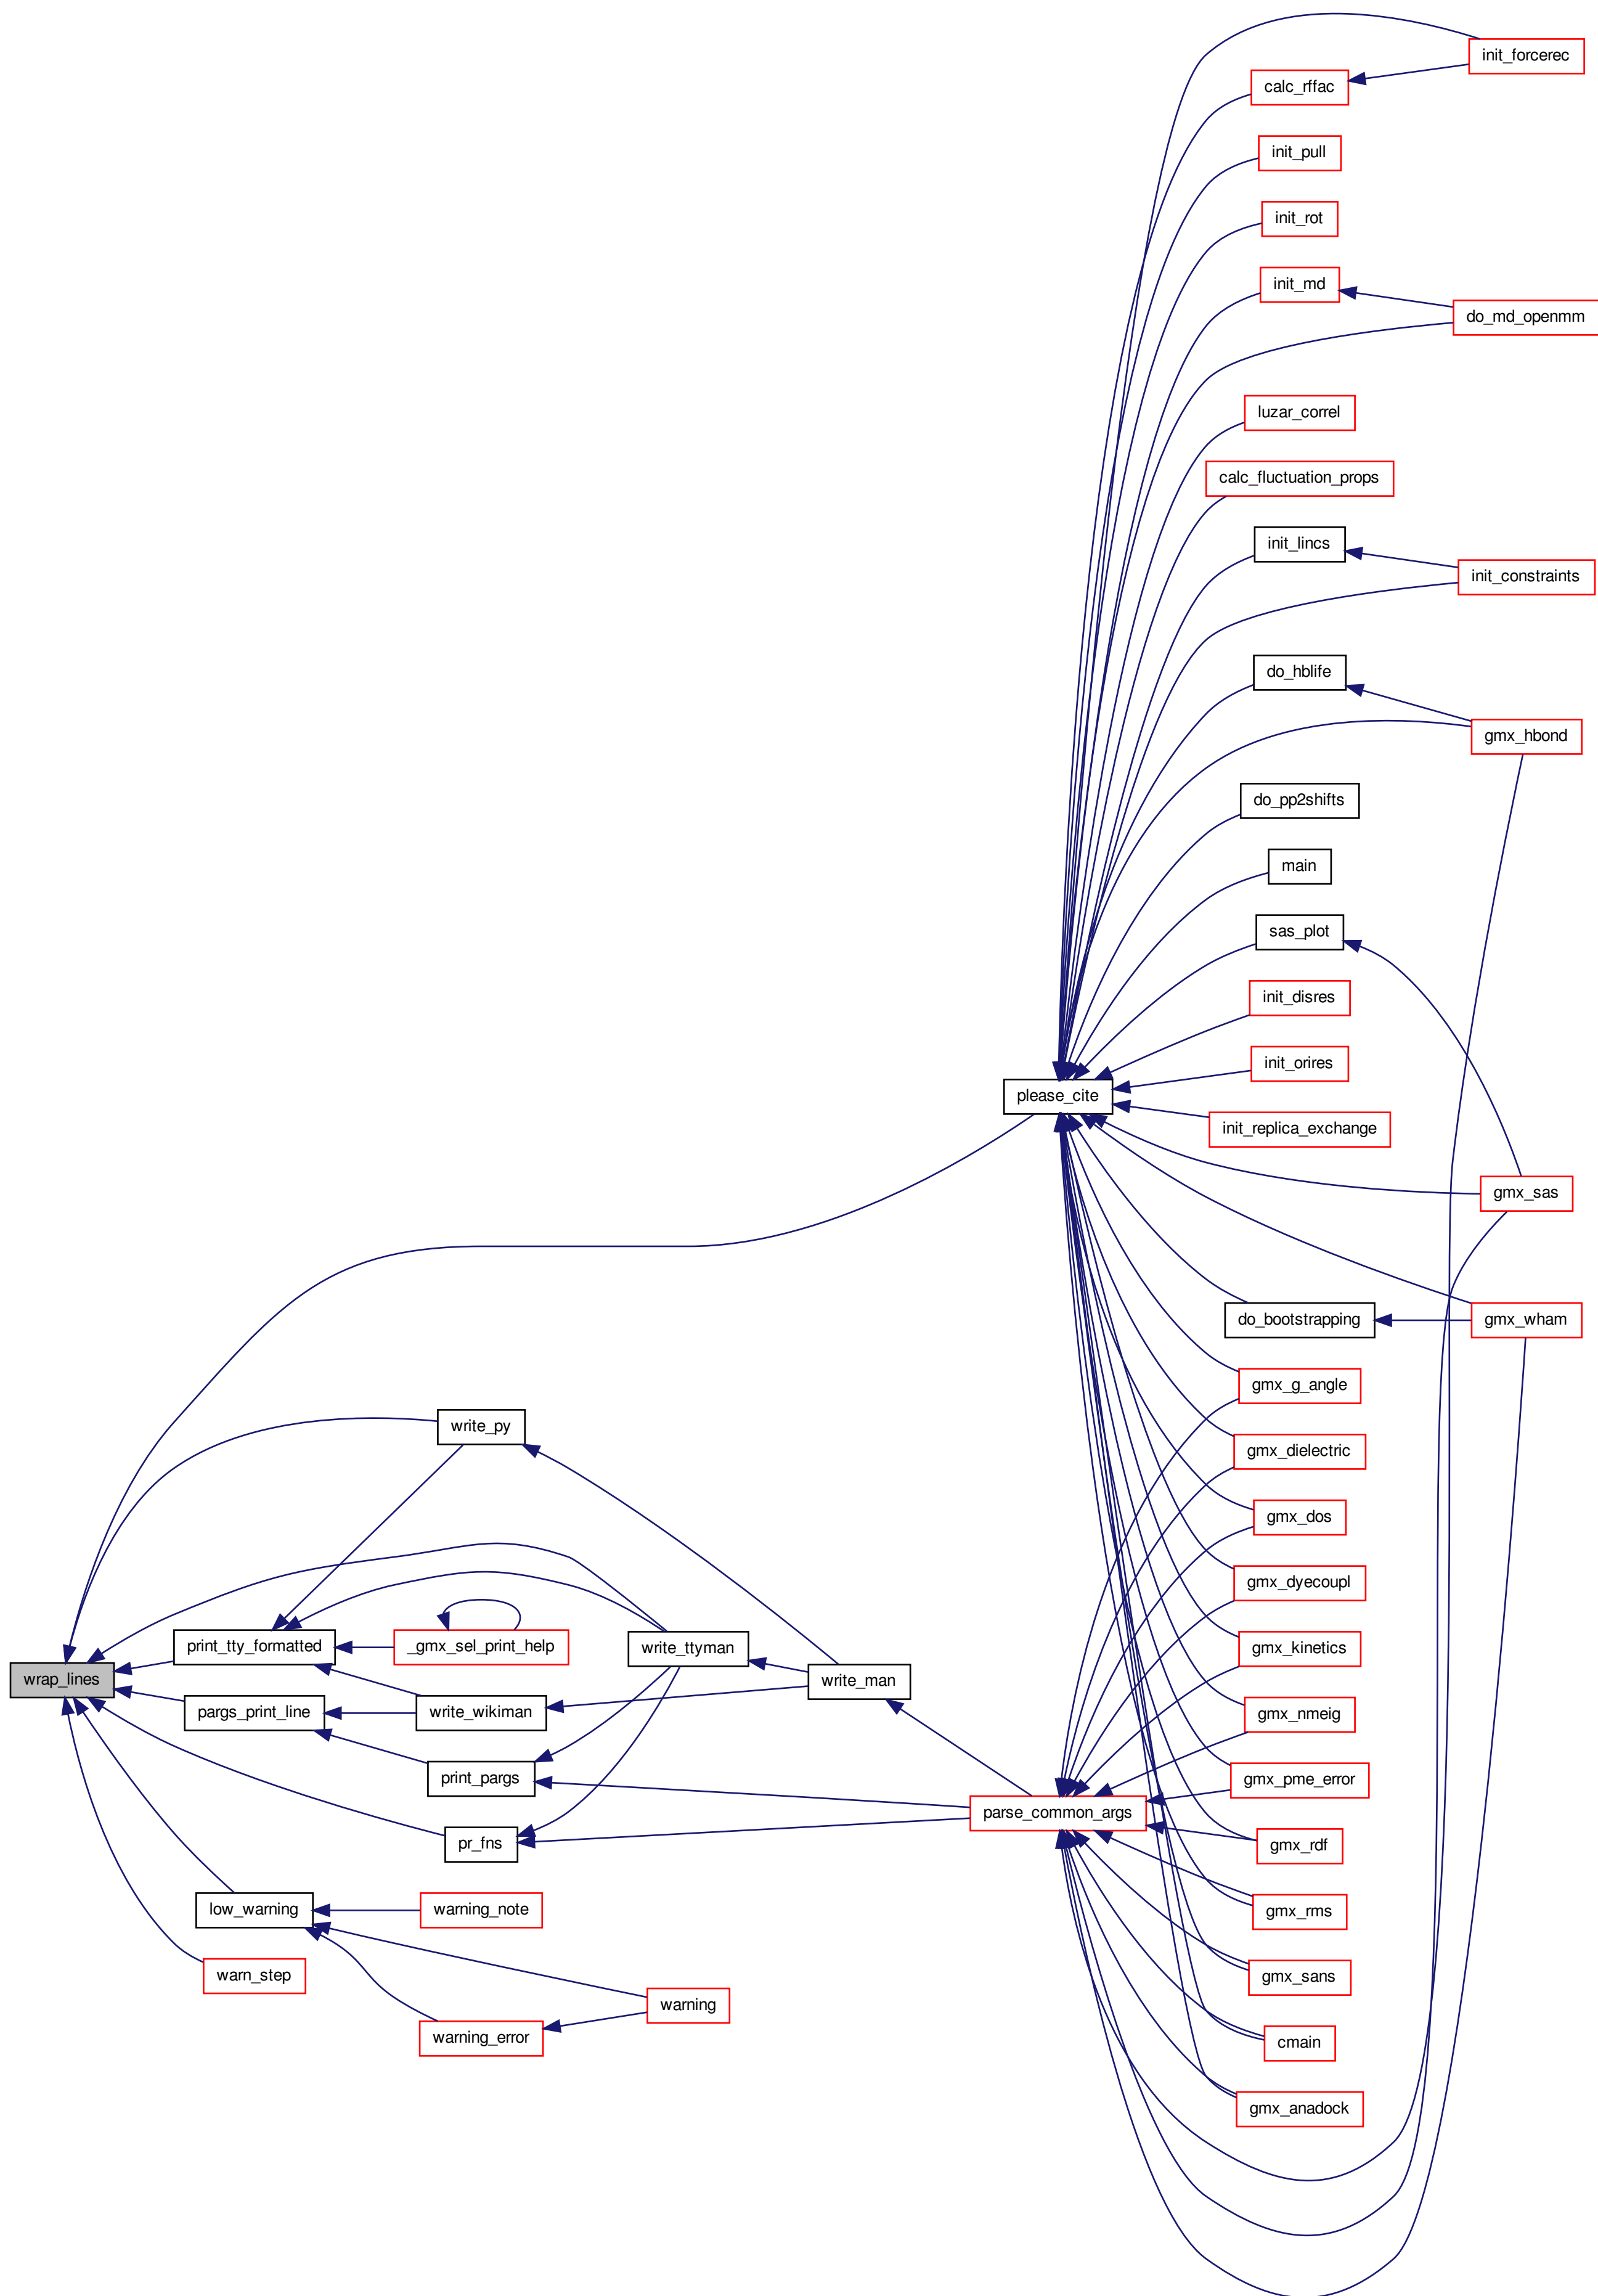 init_forcerec
calc_rffac
init_pull
init_rot
init_md
do_md_openmm
luzar_correl
calc_fluctuation_props
init_lincs
init_constraints
do_hblife
gmx_hbond
do_pp2shifts
main
sas_plot
init_disres
init_orires
please_cite
init_replica_exchange
gmx_sas
do_bootstrapping
gmx_wham
gmx_g_angle
write_py
gmx_dielectric
gmx_dos
gmx_dyecoupl
print_tty_formatted
_gmx_sel_print_help
write_ttyman
gmx_kinetics
wrap_lines
write_man
pargs_print_line
write_wikiman
gmx_nmeig
print_pargs
gmx_pme_error
parse_common_args
pr_fns
gmx_rdf
low_warning
warning_note
gmx_rms
warn_step
gmx_sans
warning
warning_error
cmain
gmx_anadock